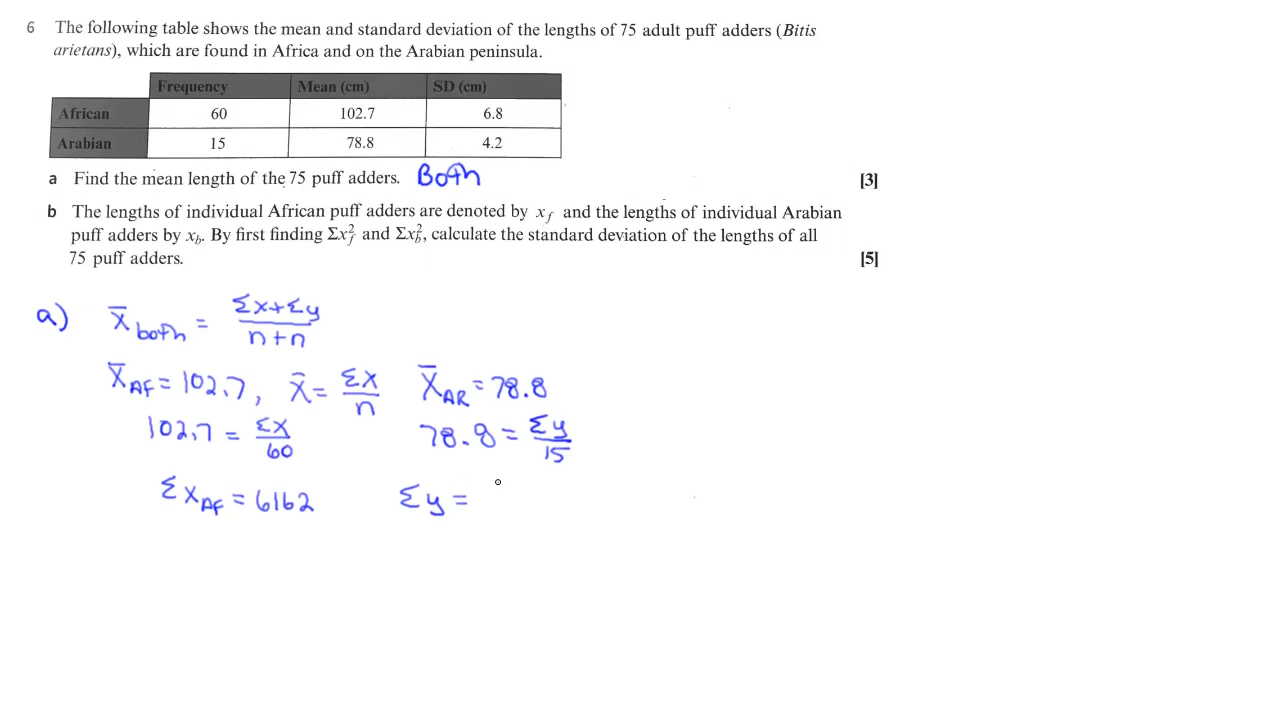 6 The following table shows the mean and standard deviation of the lengths of 75 adult puff adders (Bitis
arietans), which are found in Africa and on the Arabian peninsula.
Frequency Mean (cm) SD (cm)
African 60 102.7 6.8
Arabian 15 78.8 4.2
a Find the mean length of the 75 puff adders. Both [3]
b The lengths of individual African puff adders are denoted by x_f and the lengths of individual Arabian
puff adders by x_b. By first finding Σx_f² and Σx_b², calculate the standard deviation of the lengths of all
75 puff adders. [5]
a) x̄ both = (Σx+Σy)/(n+n)
x̄ AF = 102.7, x̄ = Σx/n x̄ AR = 78.8
102.7 = Σx/60 78.8 = Σy/15
Σx AF = 6162 Σy =